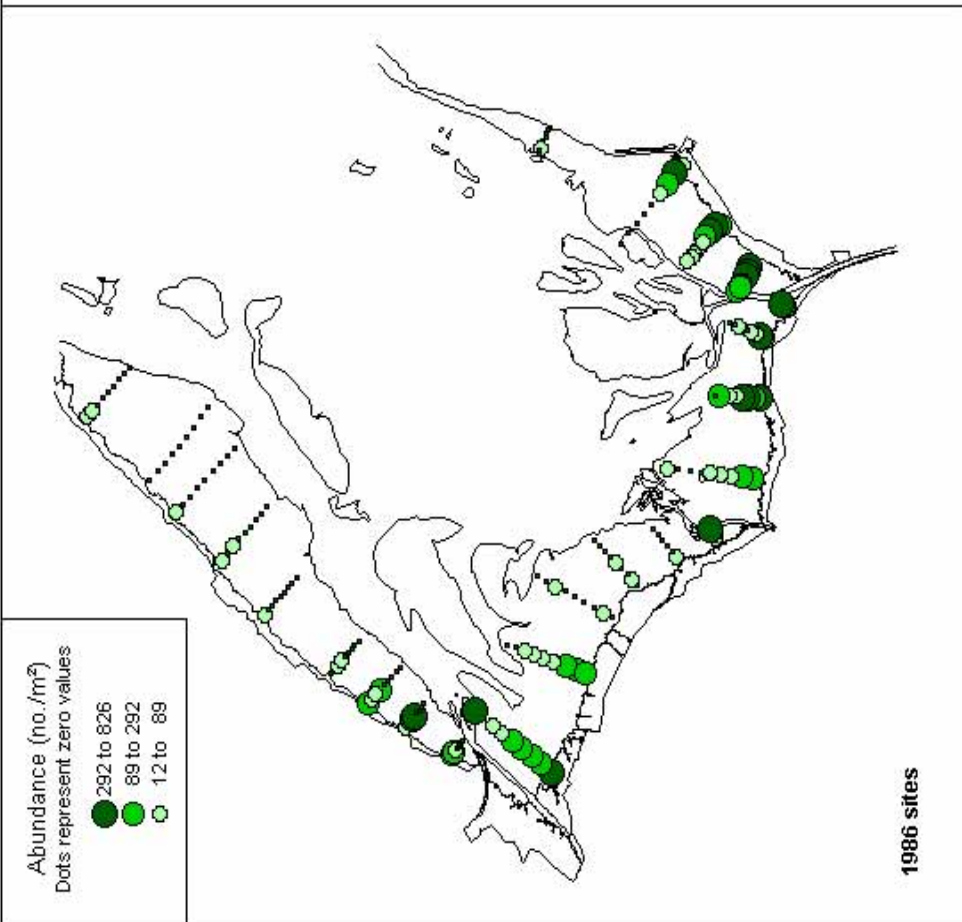 Abundance (no./m²)
Dots represent zero values
292 to 826
89 to 292
12 to 89
1986 sites